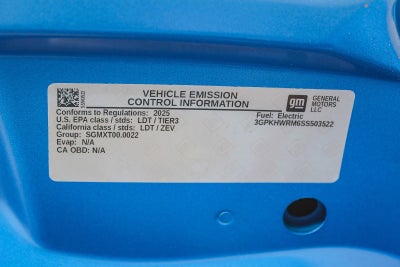 VEHICLE EMISSION
CONTROL INFORMATION
gm
GENERAL
MOTORS
LLC
Conforms to Regulations: 2025
U.S. EPA class / stds: LDT / TIER3
California class / stds: LDT / ZEV
Group: SGMXT00.0022
Evap: N/A
CA OBD: N/A
Fuel: Electric
3GPKHWRM6SS503522